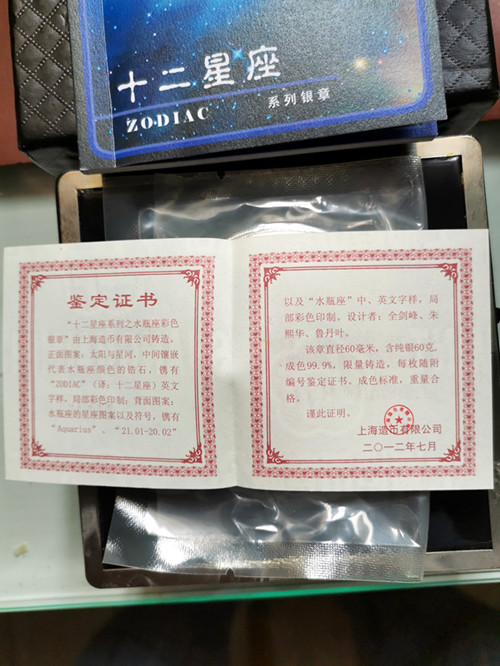 十二星座
ZODIAC
系列银章
鉴定证书
“十二星座系列之水瓶座彩色
银章”由上海造币有限公司铸造。
正面图案：太阳与星河，中间镶嵌
代表水瓶座颜色的锆石，镌有
“ZODIAC”（译：十二星座）英文
字样，局部彩色印制；背面图案：
水瓶座的星座图案以及符号，镌有
“Aquarius”、“21.01-20.02”
以及“水瓶座”中、英文字样，局
部彩色印制。设计者：全剑峰、朱
熙华、鲁丹叶。
该章直径60毫米，含纯银60克，
成色99.9%，限量铸造，每枚随附
编号鉴定证书。成色标准，重量合
格。
谨此证明。
上海造币有限公司
二〇一二年七月